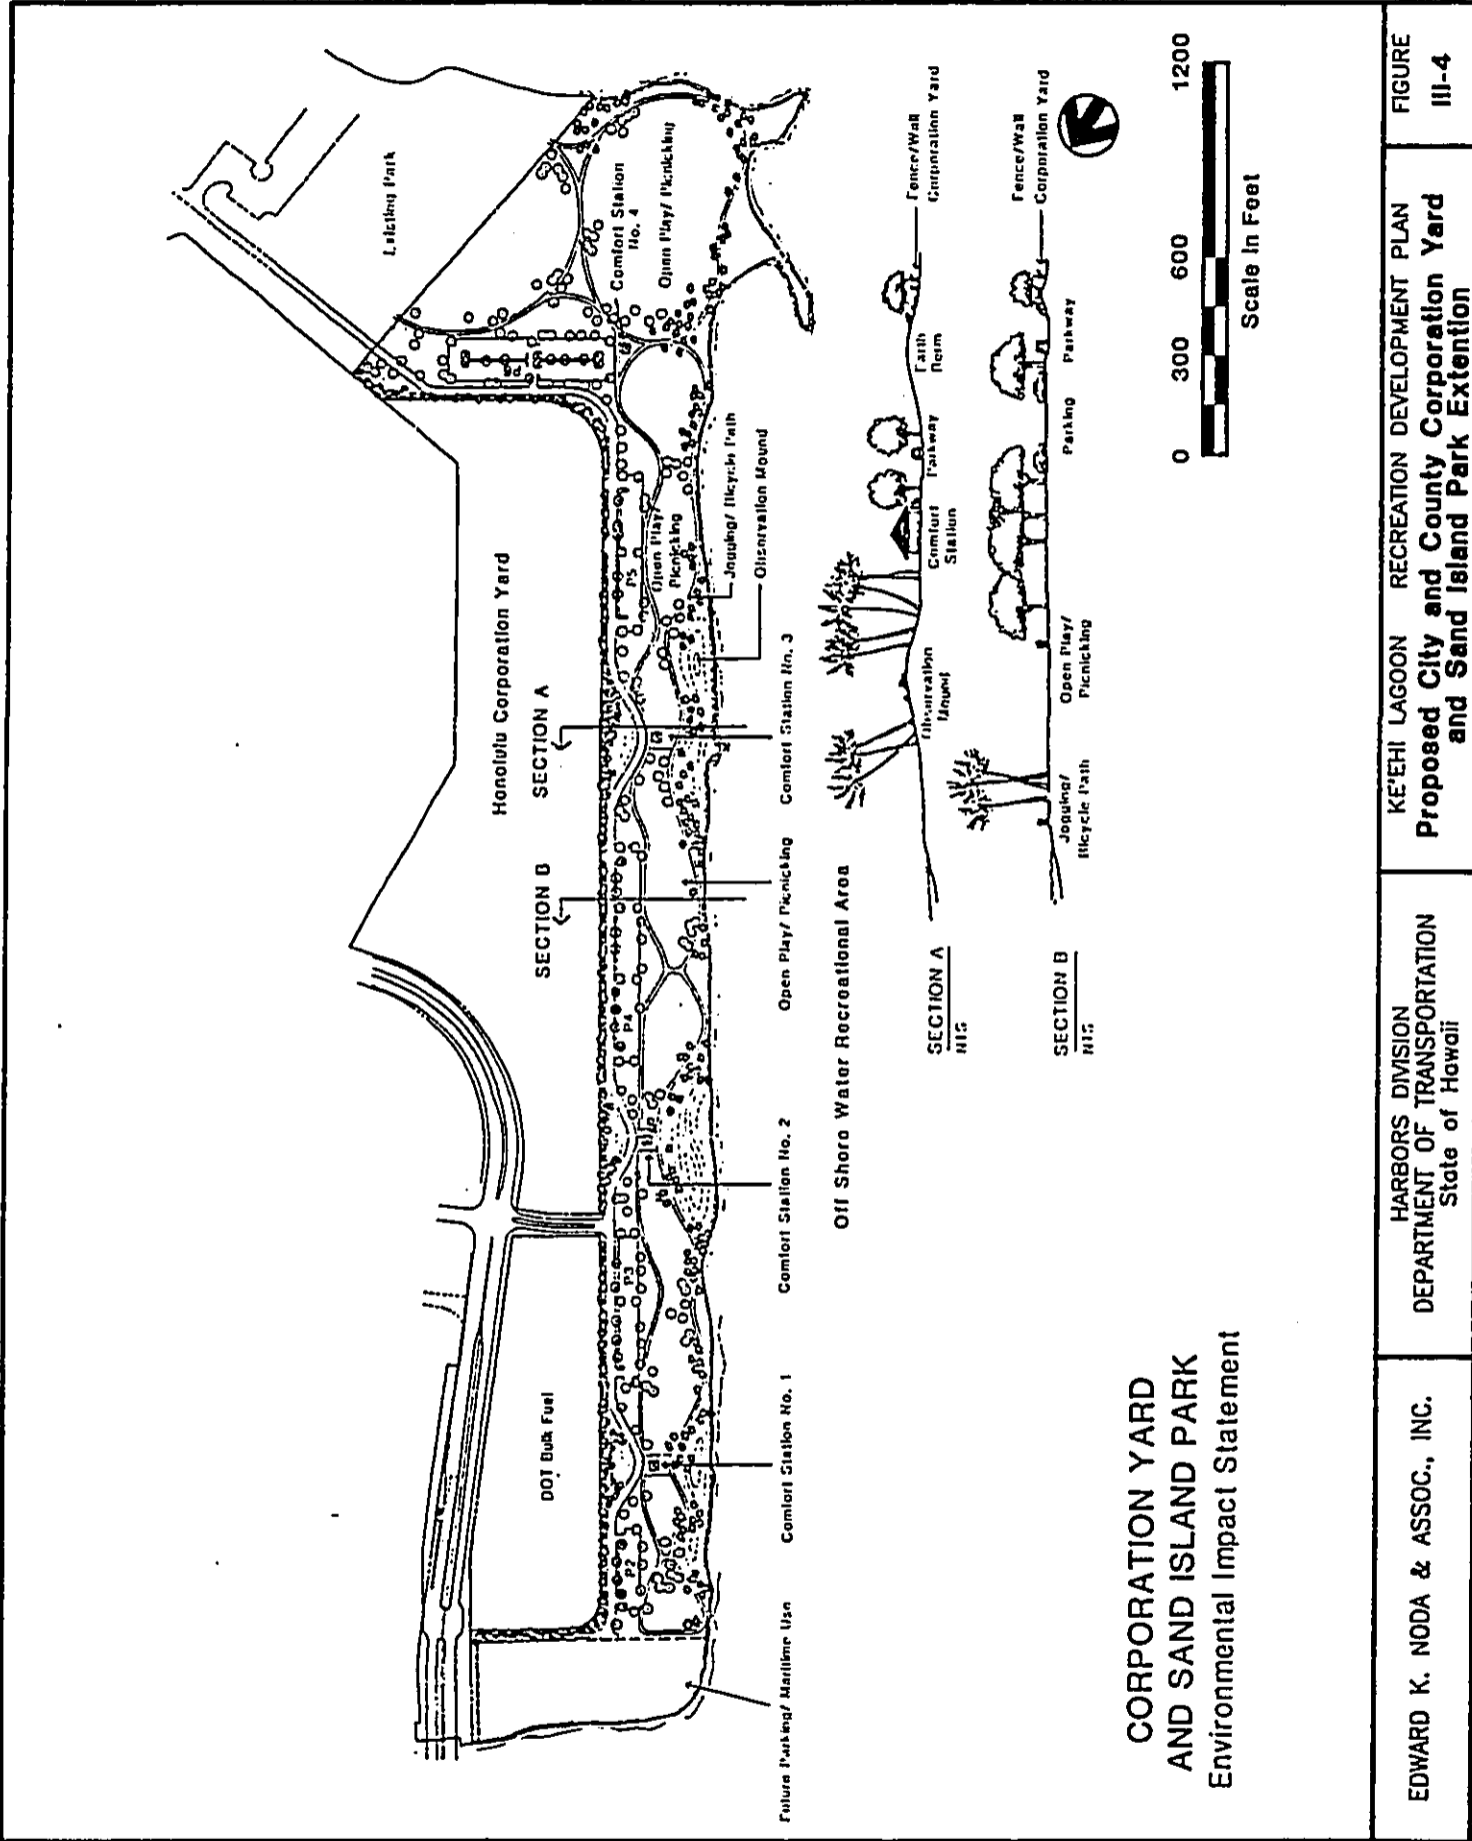 Existing Park
Comfort Station
No. 4
Open Play/ Picnicking
Honolulu Corporation Yard
SECTION A
SECTION B
P5
Open Play/
Picnicking
Jogging/ Bicycle Path
Observation Mound
P4
P3
P2
DOT Bulk Fuel
Future Parking/ Maritime Use
Comfort Station No. 1
Comfort Station No. 2
Open Play/ Picnicking
Comfort Station No. 3
Off Shore Water Recreational Area
SECTION A
NTS
Observation
Mound
Comfort
Station
Parkway
Earth
Berm
Fence/Wall
Corporation Yard
SECTION B
NTS
Jogging/
Bicycle Path
Open Play/
Picnicking
Parking
Parkway
Fence/Wall
Corporation Yard
0 300 600 1200
Scale In Feet
CORPORATION YARD
AND SAND ISLAND PARK
Environmental Impact Statement
EDWARD K. NODA & ASSOC., INC.
HARBORS DIVISION
DEPARTMENT OF TRANSPORTATION
State of Hawaii
KE'EHI LAGOON RECREATION DEVELOPMENT PLAN
Proposed City and County Corporation Yard
and Sand Island Park Extention
FIGURE
III-4